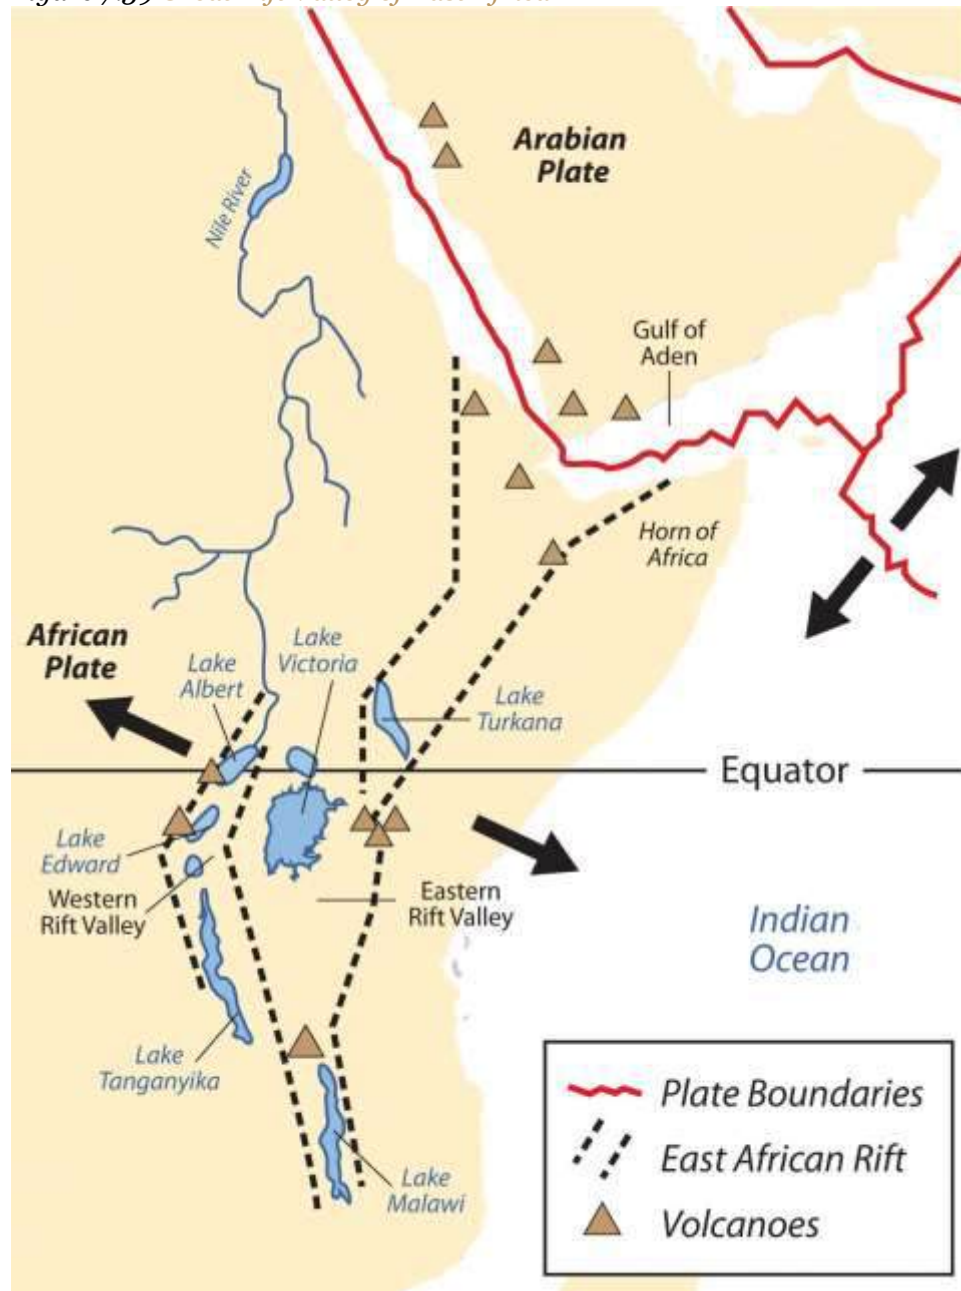 Arabian
Plate
Nile River
Gulf of
Aden
Horn of
Africa
African
Plate
Lake
Albert
Lake
Victoria
Lake
Turkana
Equator
Lake
Edward
Western
Rift Valley
Eastern
Rift Valley
Indian
Ocean
Lake
Tanganyika
Lake
Malawi
Plate Boundaries
East African Rift
Volcanoes